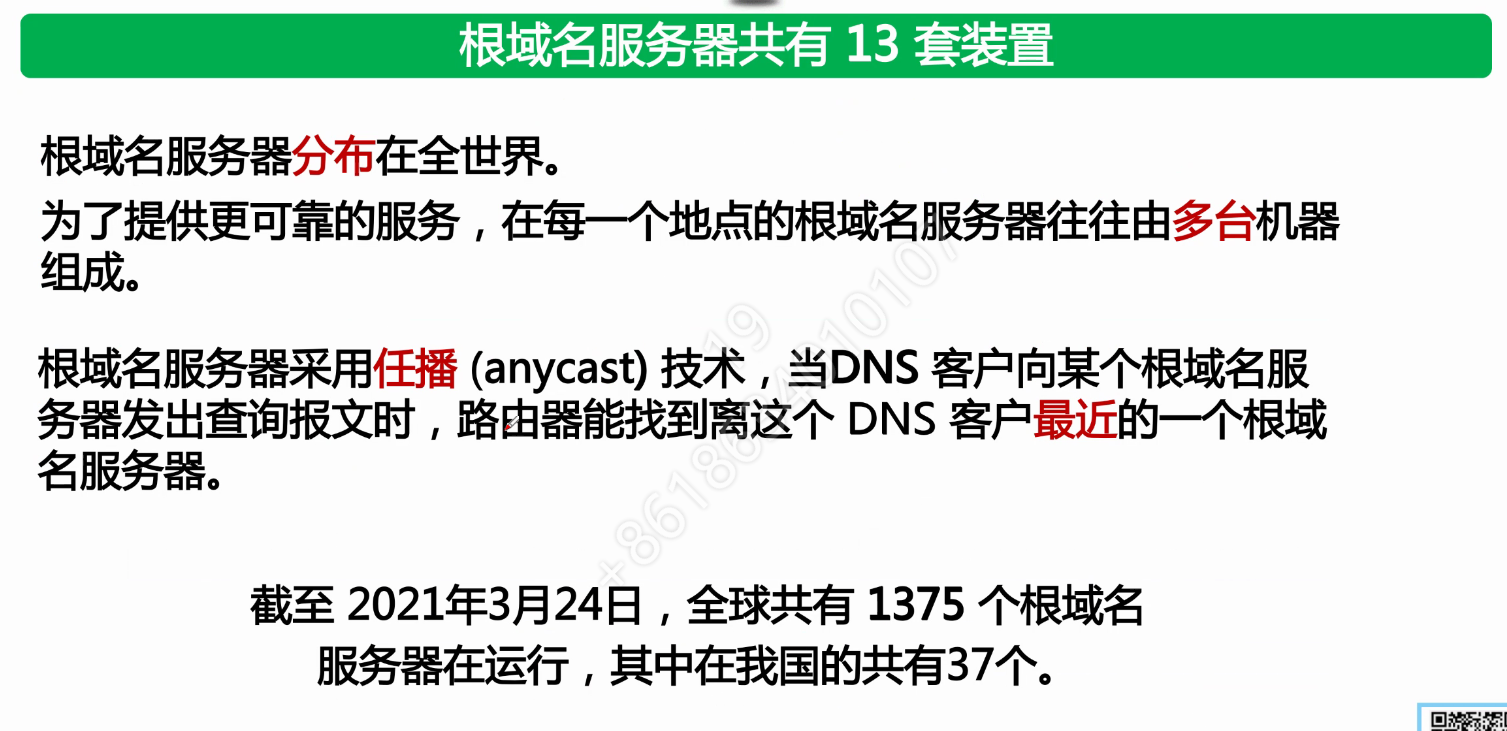 根域名服务器共有 13 套装置
根域名服务器分布在全世界。
为了提供更可靠的服务，在每一个地点的根域名服务器往往由多台机器
组成。
根域名服务器采用任播 (anycast) 技术，当DNS 客户向某个根域名服
务器发出查询报文时，路由器能找到离这个 DNS 客户最近的一个根域
名服务器。
截至 2021年3月24日，全球共有 1375 个根域名
服务器在运行，其中在我国的共有37个。